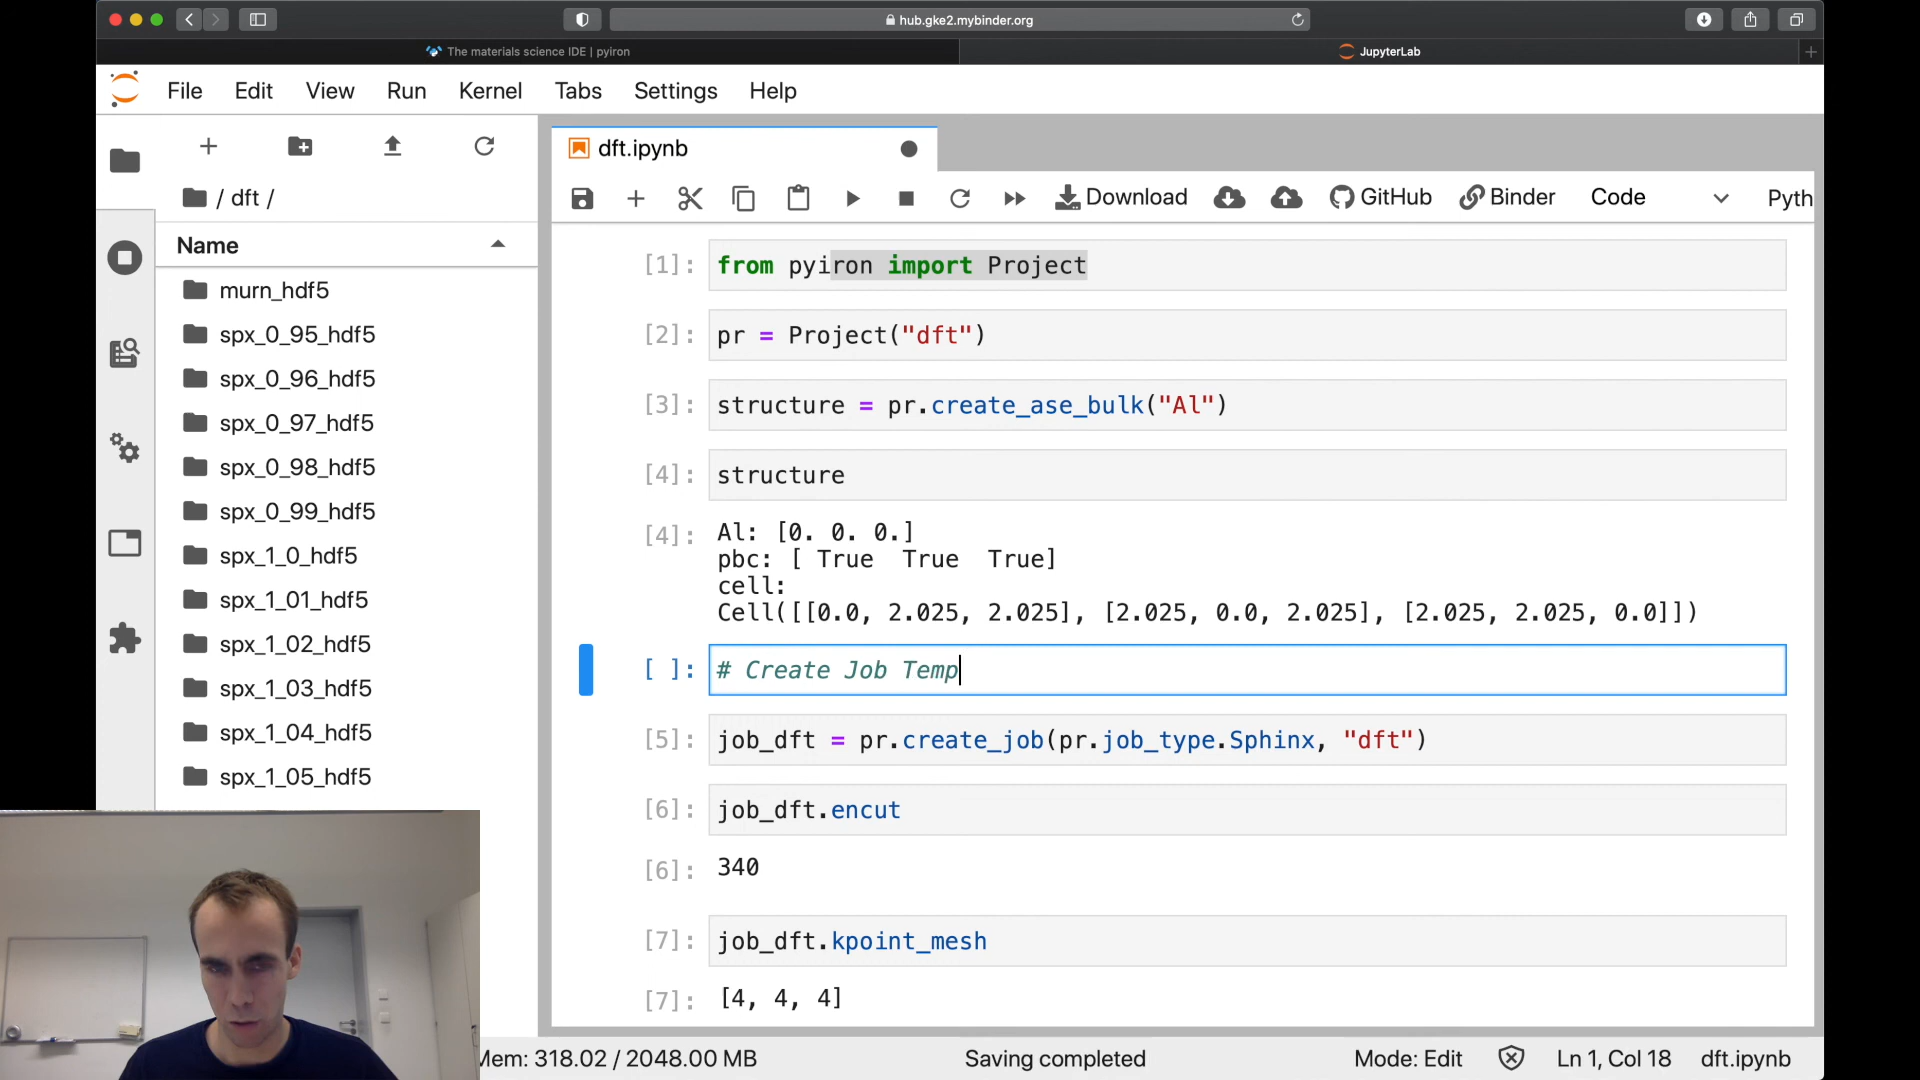 hub.gke2.mybinder.org
The materials science IDE | pyiron
JupyterLab
File Edit View Run Kernel Tabs Settings Help
/ dft /
Name
murn_hdf5
spx_0_95_hdf5
spx_0_96_hdf5
spx_0_97_hdf5
spx_0_98_hdf5
spx_0_99_hdf5
spx_1_0_hdf5
spx_1_01_hdf5
spx_1_02_hdf5
spx_1_03_hdf5
spx_1_04_hdf5
spx_1_05_hdf5
dft.ipynb
Download GitHub Binder Code Pyth
[1]: from pyiron import Project
[2]: pr = Project("dft")
[3]: structure = pr.create_ase_bulk("Al")
[4]: structure
[4]: Al: [0. 0. 0.]
pbc: [ True  True  True]
cell:
Cell([[0.0, 2.025, 2.025], [2.025, 0.0, 2.025], [2.025, 2.025, 0.0]])
[ ]: # Create Job Temp
[5]: job_dft = pr.create_job(pr.job_type.Sphinx, "dft")
[6]: job_dft.encut
[6]: 340
[7]: job_dft.kpoint_mesh
[7]: [4, 4, 4]
Mem: 318.02 / 2048.00 MB Saving completed Mode: Edit Ln 1, Col 18 dft.ipynb